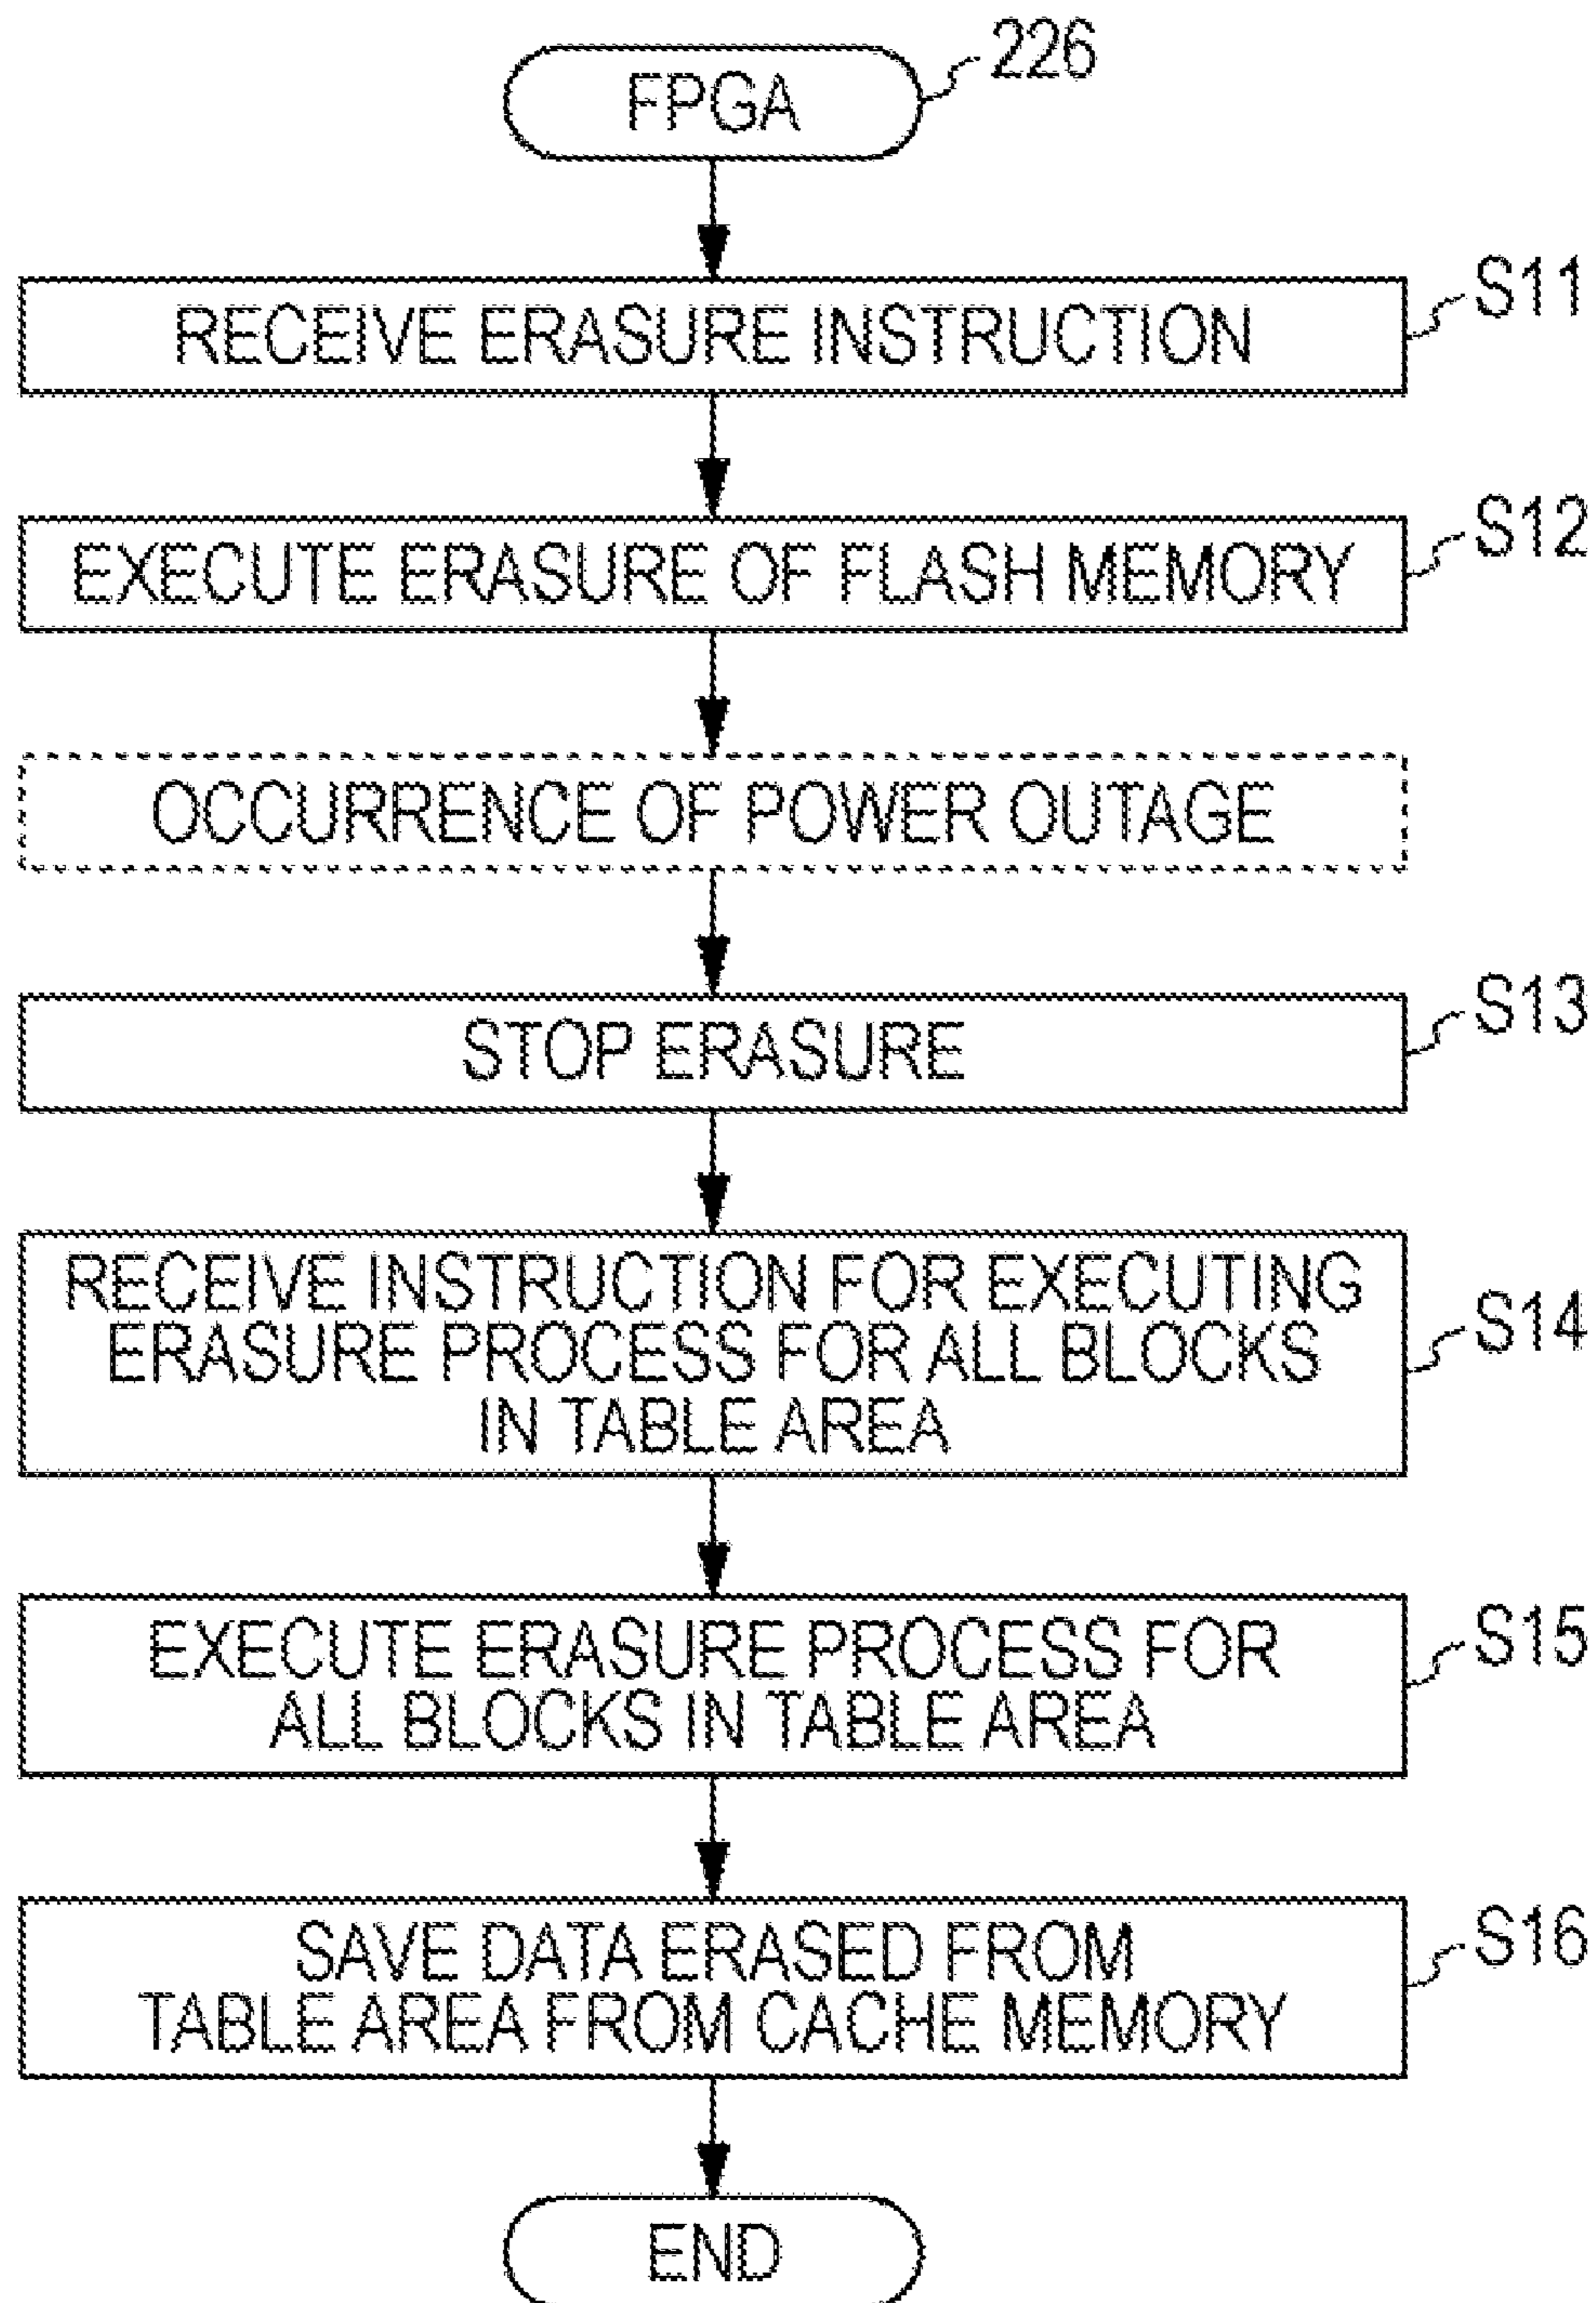 FPGA
226
RECEIVE ERASURE INSTRUCTION
S11
EXECUTE ERASURE OF FLASH MEMORY
S12
OCCURRENCE OF POWER OUTAGE
STOP ERASURE
S13
RECEIVE INSTRUCTION FOR EXECUTING
ERASURE PROCESS FOR ALL BLOCKS
IN TABLE AREA
S14
EXECUTE ERASURE PROCESS FOR
ALL BLOCKS IN TABLE AREA
S15
SAVE DATA ERASED FROM
TABLE AREA FROM CACHE MEMORY
S16
END